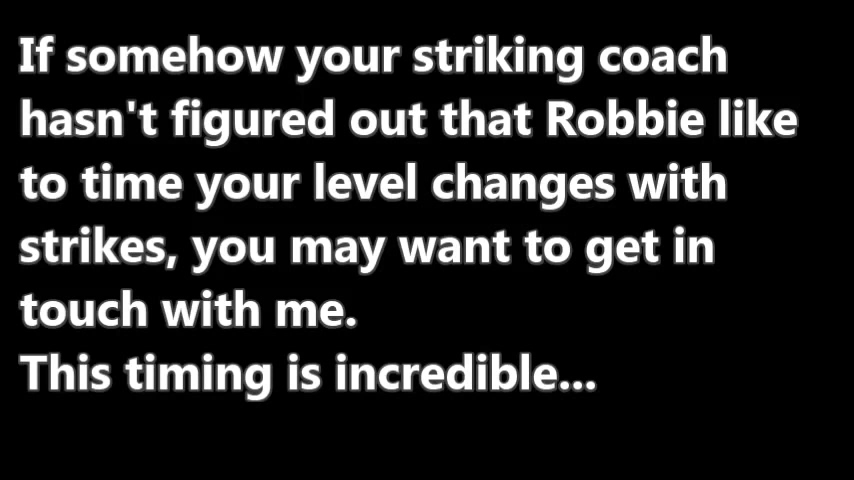 If somehow your striking coach
hasn't figured out that Robbie like
to time your level changes with
strikes, you may want to get in
touch with me.
This timing is incredible...